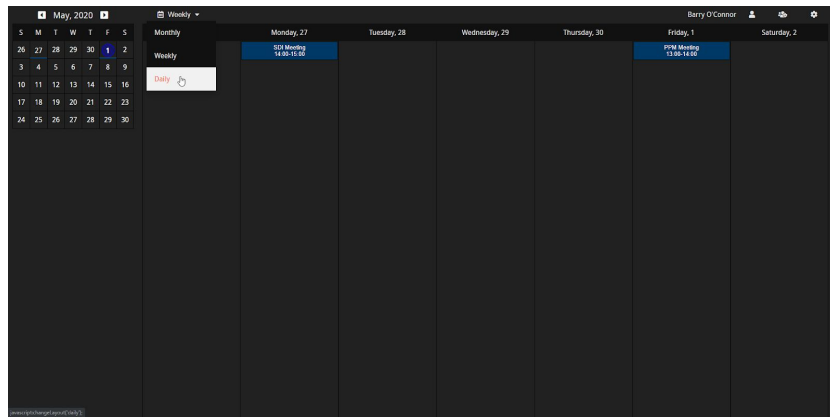 May, 2020
Weekly
Barry O'Connor
S M T W T F S
26 27 28 29 30 1 2
3 4 5 6 7 8 9
10 11 12 13 14 15 16
17 18 19 20 21 22 23
24 25 26 27 28 29 30
Monthly
Weekly
Daily
Monday, 27
Tuesday, 28
Wednesday, 29
Thursday, 30
Friday, 1
Saturday, 2
SDI Meeting
14:00-15:00
PPM Meeting
13:00-14:00
javascript:changeLayout('daily')